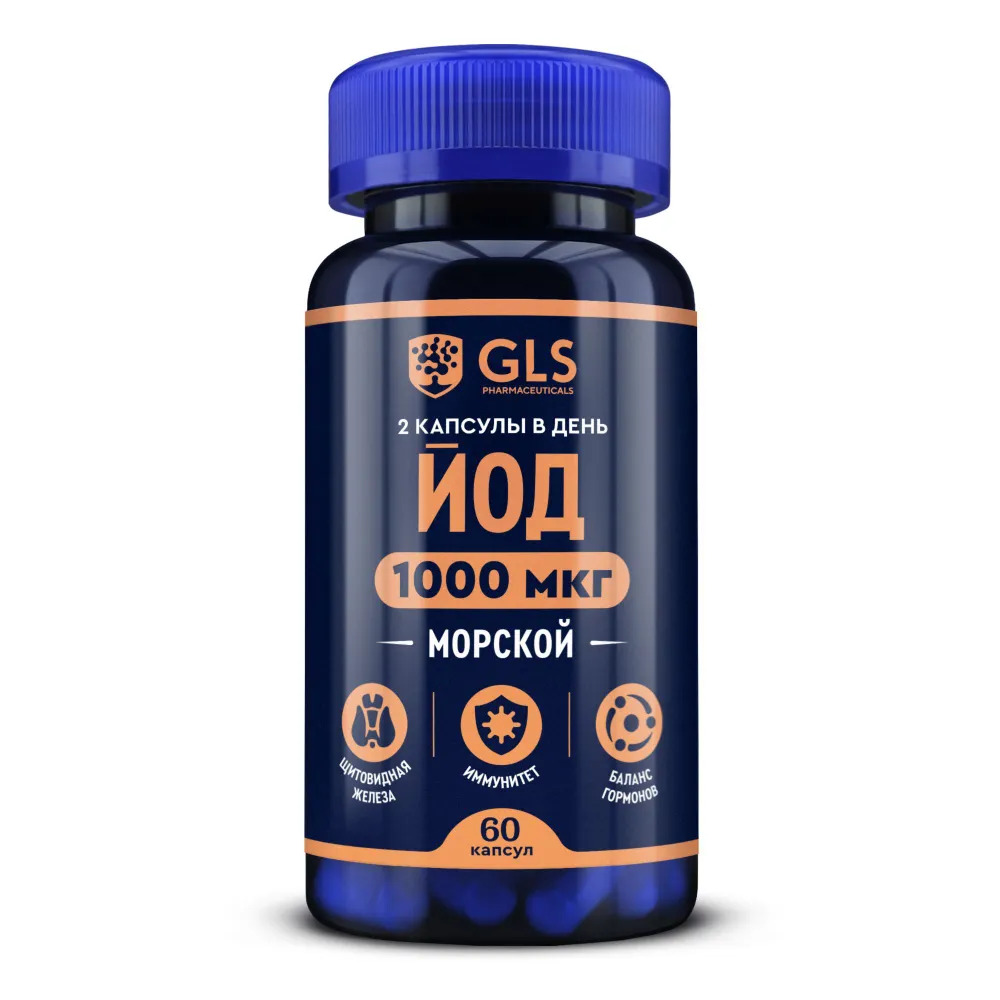 GLS
PHARMACEUTICALS
2 КАПСУЛЫ В ДЕНЬ
ЙОД
1000 мкг
МОРСКОЙ
ЩИТОВИДНАЯ
ЖЕЛЕЗА
ИММУНИТЕТ
БАЛАНС
ГОРМОНОВ
60
капсул